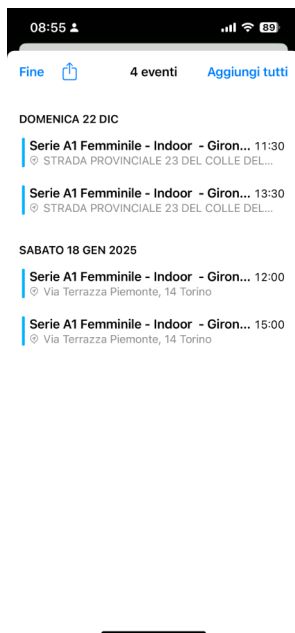 08:55
89
Fine
4 eventi
Aggiungi tutti
DOMENICA 22 DIC
Serie A1 Femminile - Indoor - Giron... 11:30
STRADA PROVINCIALE 23 DEL COLLE DEL...
Serie A1 Femminile - Indoor - Giron... 13:30
STRADA PROVINCIALE 23 DEL COLLE DEL...
SABATO 18 GEN 2025
Serie A1 Femminile - Indoor - Giron... 12:00
Via Terrazza Piemonte, 14 Torino
Serie A1 Femminile - Indoor - Giron... 15:00
Via Terrazza Piemonte, 14 Torino